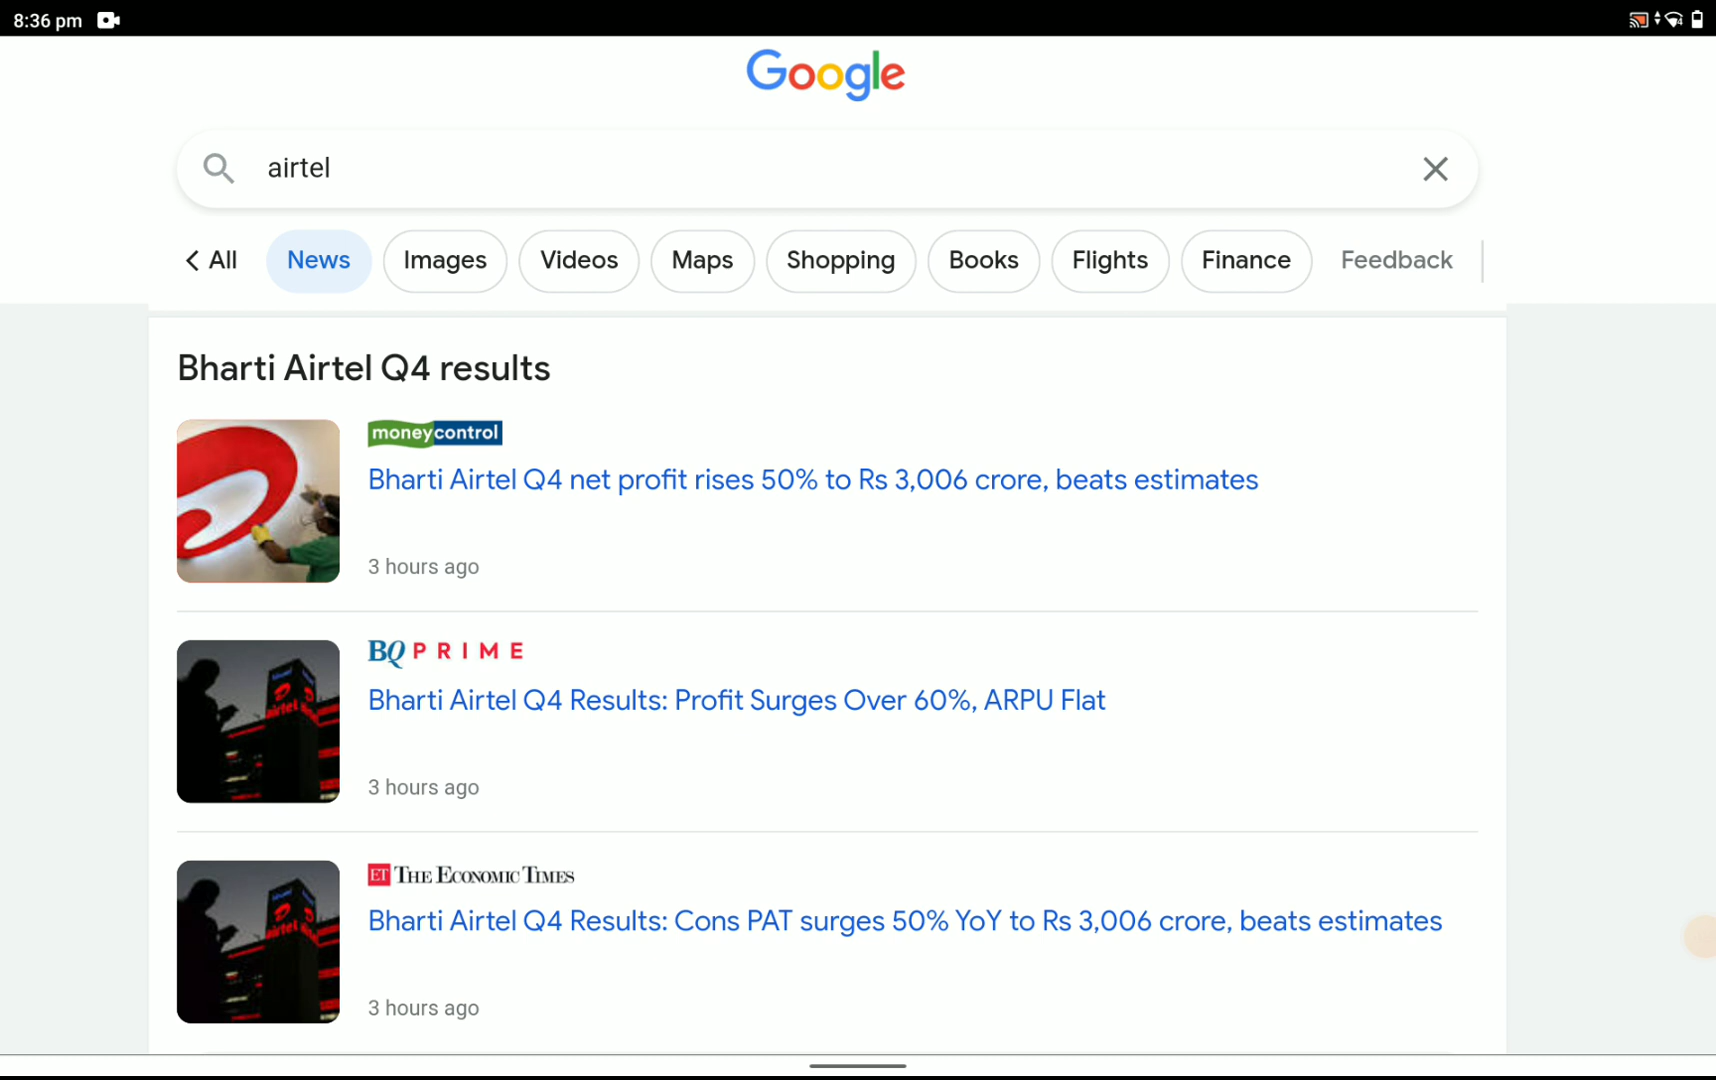 8:36 pm
Google
airtel
All News Images Videos Maps Shopping Books Flights Finance Feedback
Bharti Airtel Q4 results
moneycontrol
Bharti Airtel Q4 net profit rises 50% to Rs 3,006 crore, beats estimates
3 hours ago
airtel
BQ PRIME
Bharti Airtel Q4 Results: Profit Surges Over 60%, ARPU Flat
3 hours ago
airtel
ET THE ECONOMIC TIMES
Bharti Airtel Q4 Results: Cons PAT surges 50% YoY to Rs 3,006 crore, beats estimates
3 hours ago